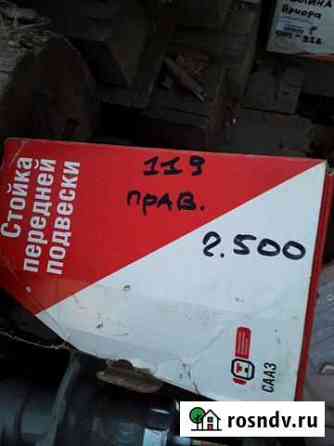 Стойка
передней
подвески
119
прАВ.
2.500
СААЗ
rosndv.ru